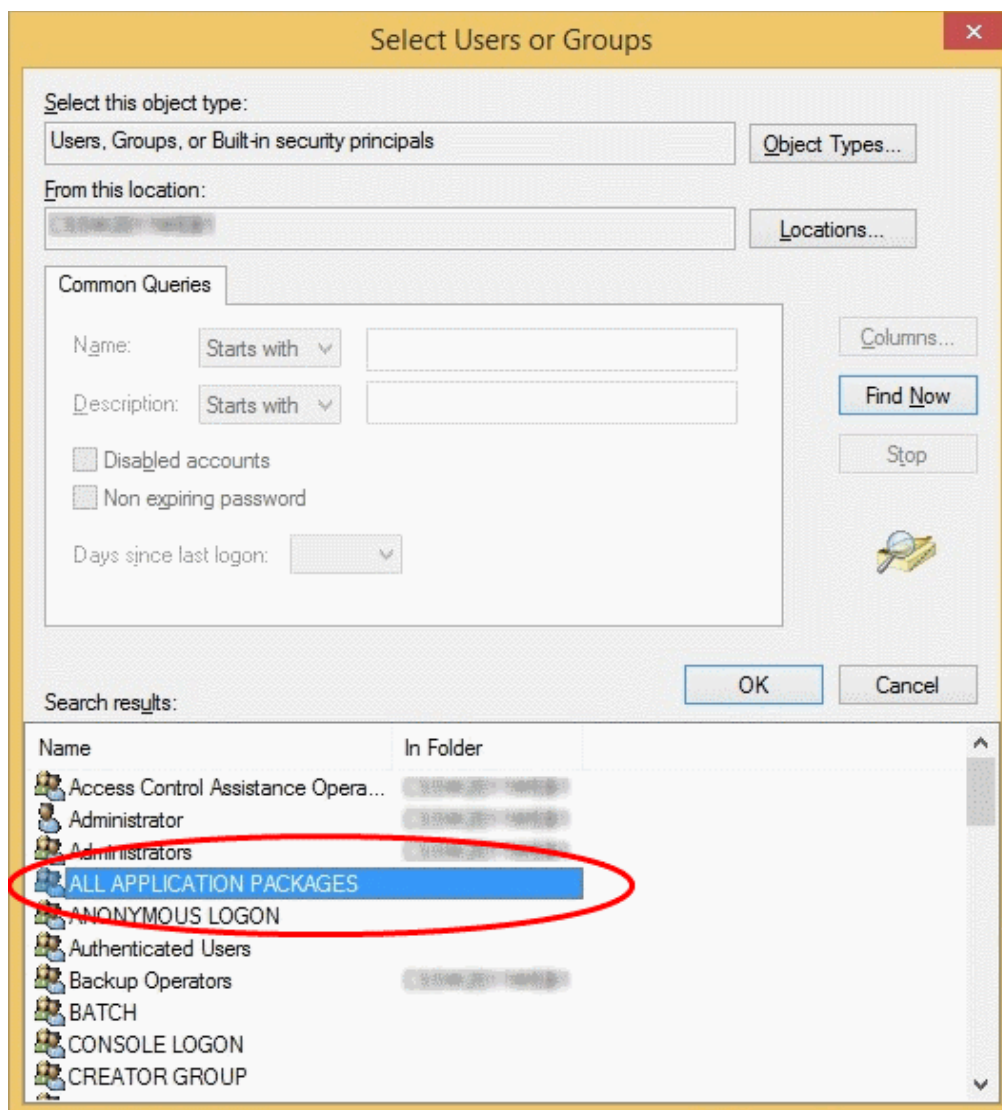 Select Users or Groups
Select this object type:
Users, Groups, or Built-in security principals
Object Types...
From this location:
Locations...
Common Queries
Name:
Starts with
Columns...
Description:
Starts with
Find Now
Disabled accounts
Stop
Non expiring password
Days since last logon:
OK
Cancel
Search results:
Name
In Folder
Access Control Assistance Opera...
Administrator
Administrators
ALL APPLICATION PACKAGES
ANONYMOUS LOGON
Authenticated Users
Backup Operators
BATCH
CONSOLE LOGON
CREATOR GROUP